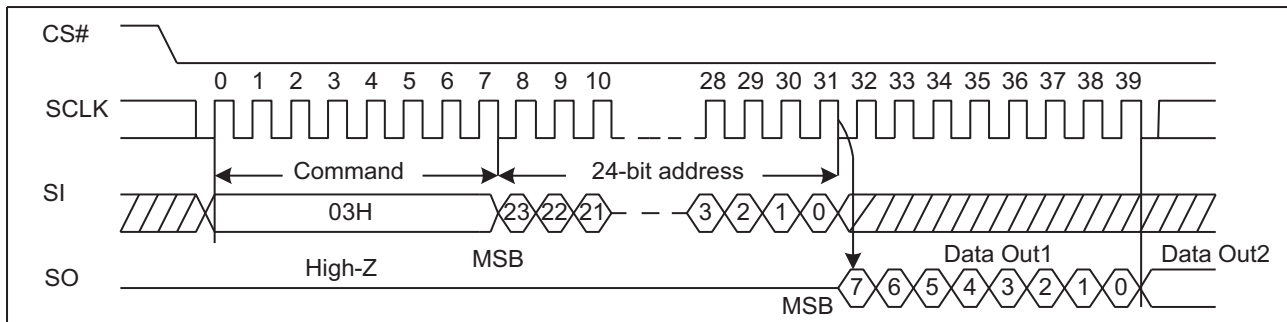 CS#
0 1 2 3 4 5 6 7 8 9 10 28 29 30 31 32 33 34 35 36 37 38 39
SCLK
Command 24-bit address
SI
03H 23 22 21 3 2 1 0
High-Z MSB Data Out1 Data Out2
SO
MSB 7 6 5 4 3 2 1 0